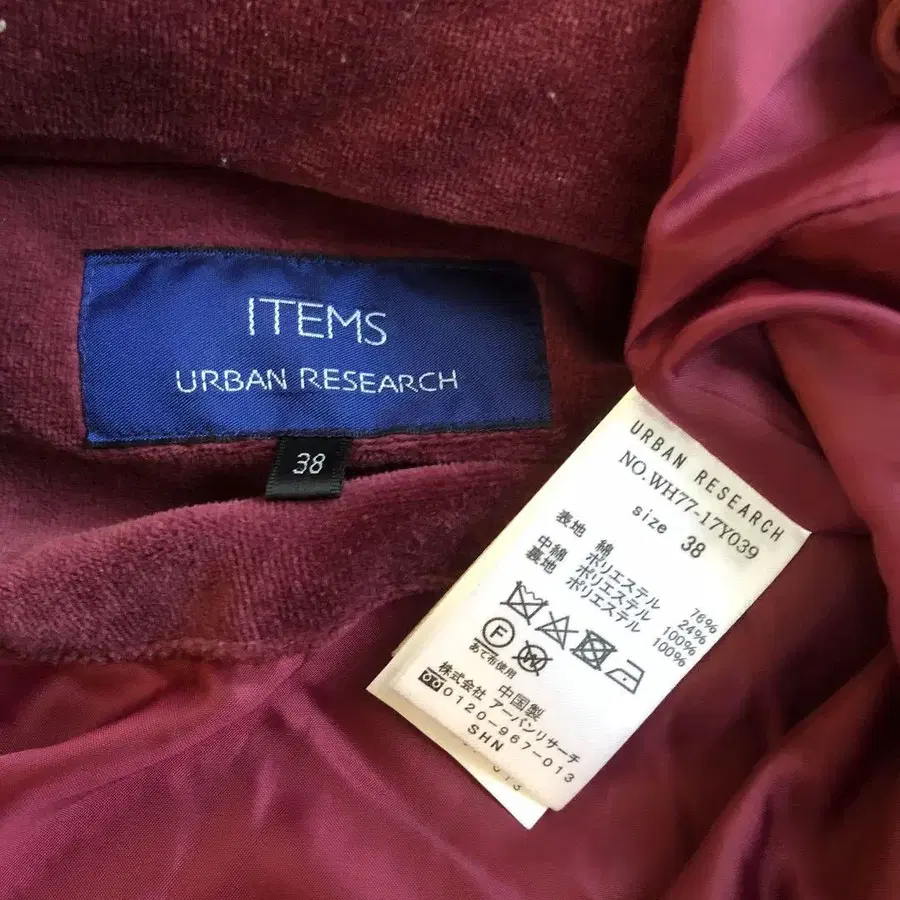 ITEMS
URBAN RESEARCH
38
URBAN RESEARCH
NO.WH77-17Y039
size 38
表地 綿 76%
ポリエステル 24%
中綿 ポリエステル 100%
裏地 ポリエステル 100%
F
W
あて布使用
中国製
株式会社 アーバンリサーチ
0120-967-013
SHN
013